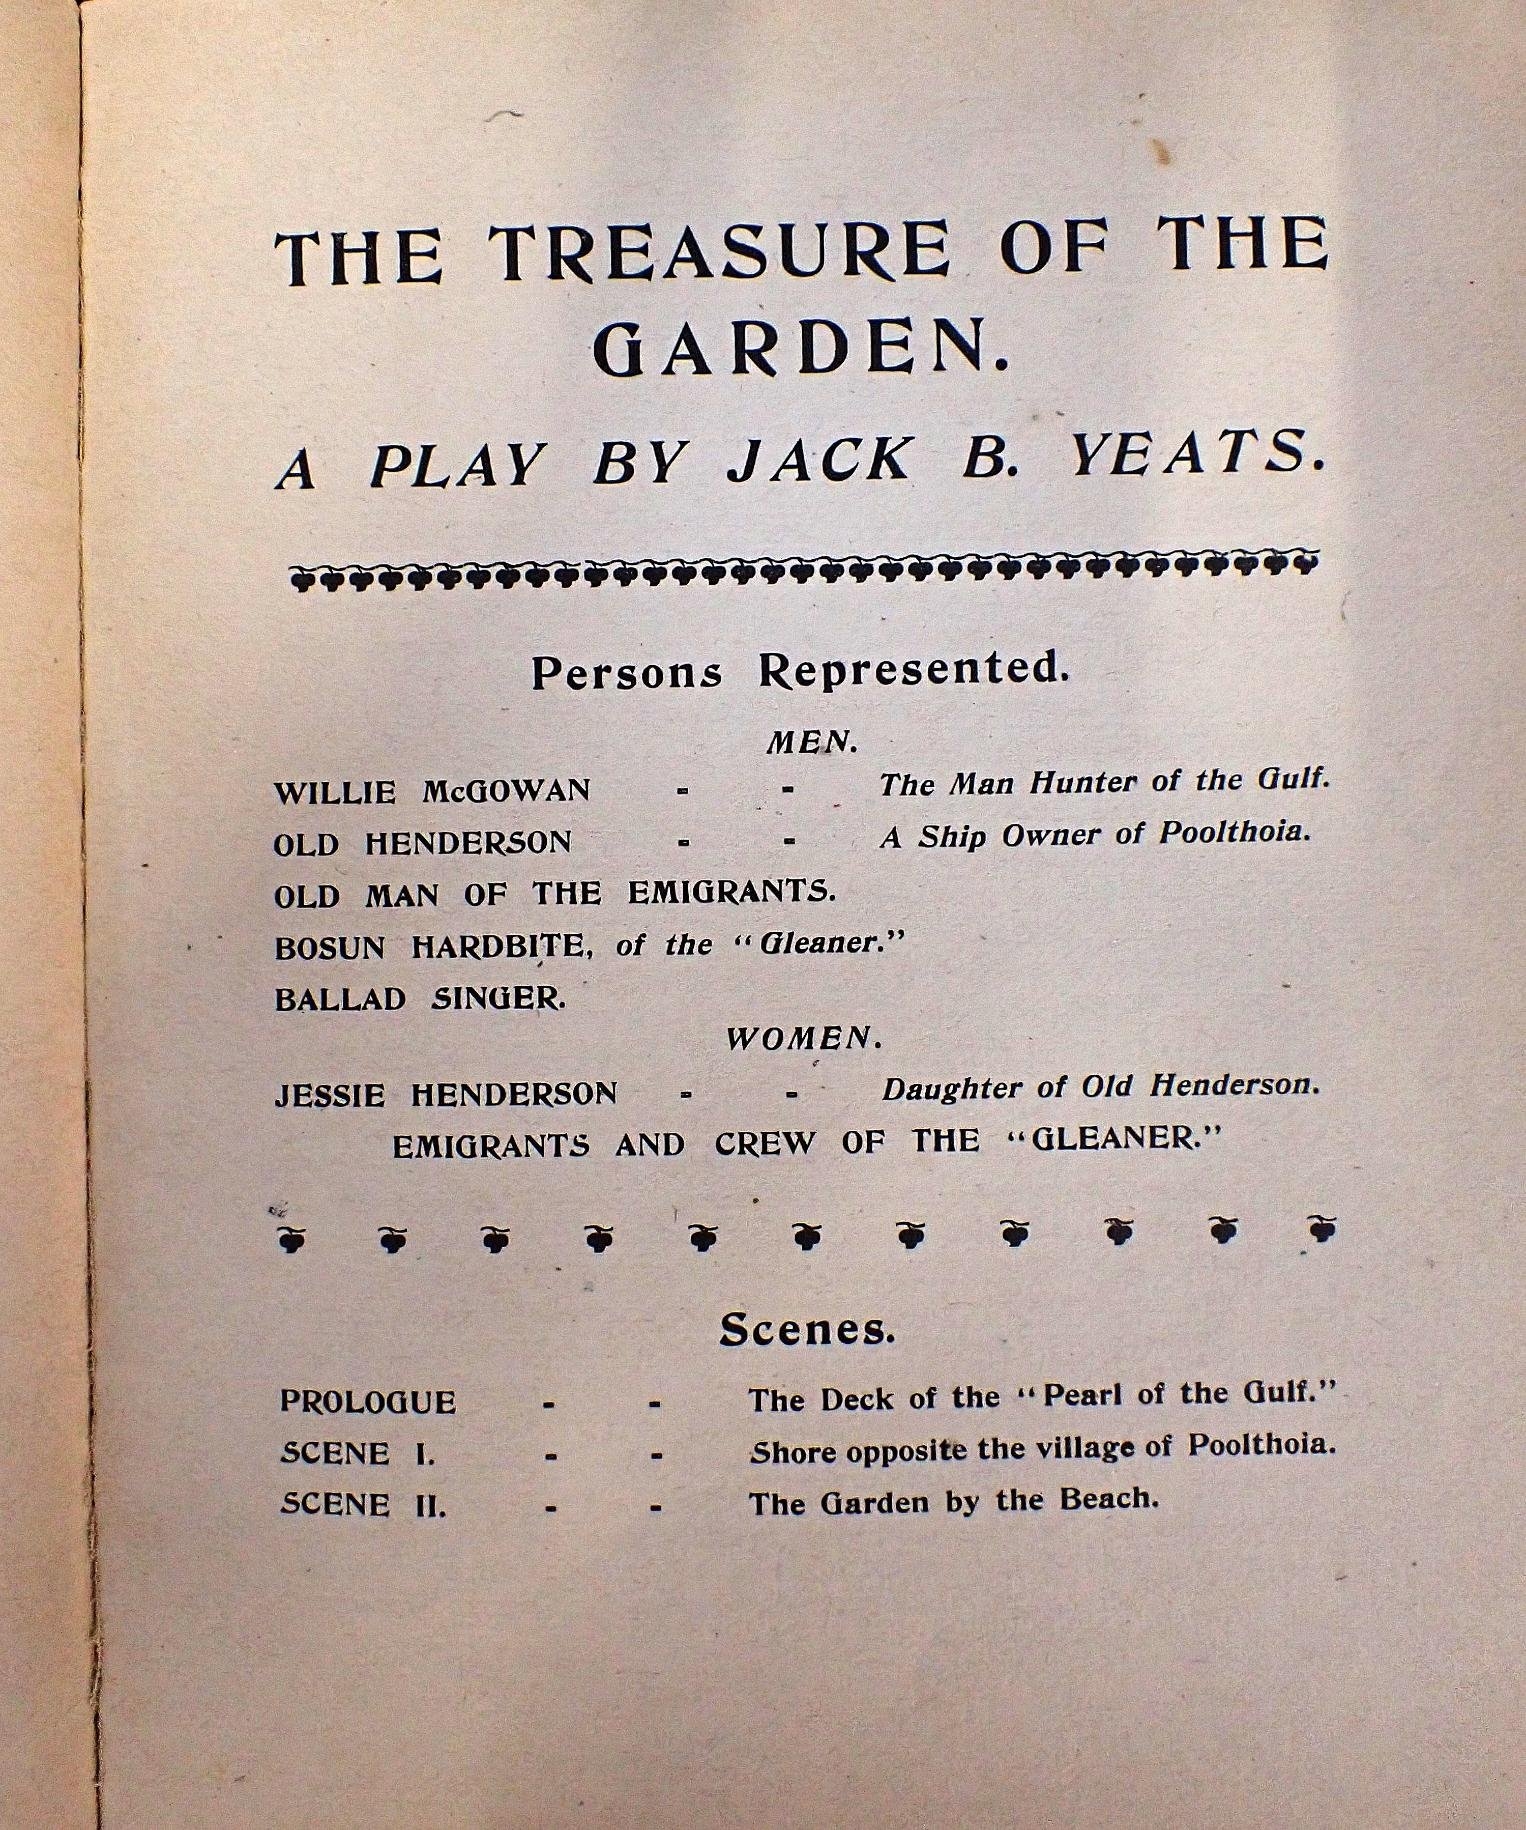 THE TREASURE OF THE
GARDEN.
A PLAY BY JACK B. YEATS.
Persons Represented.
MEN.
WILLIE McGOWAN - - The Man Hunter of the Gulf.
OLD HENDERSON - - A Ship Owner of Poolthoia.
OLD MAN OF THE EMIGRANTS.
BOSUN HARDBITE, of the “Gleaner.”
BALLAD SINGER.
WOMEN.
JESSIE HENDERSON - - Daughter of Old Henderson.
EMIGRANTS AND CREW OF THE “GLEANER.”
Scenes.
PROLOGUE - - The Deck of the “Pearl of the Gulf.”
SCENE I. - - Shore opposite the village of Poolthoia.
SCENE II. - - The Garden by the Beach.